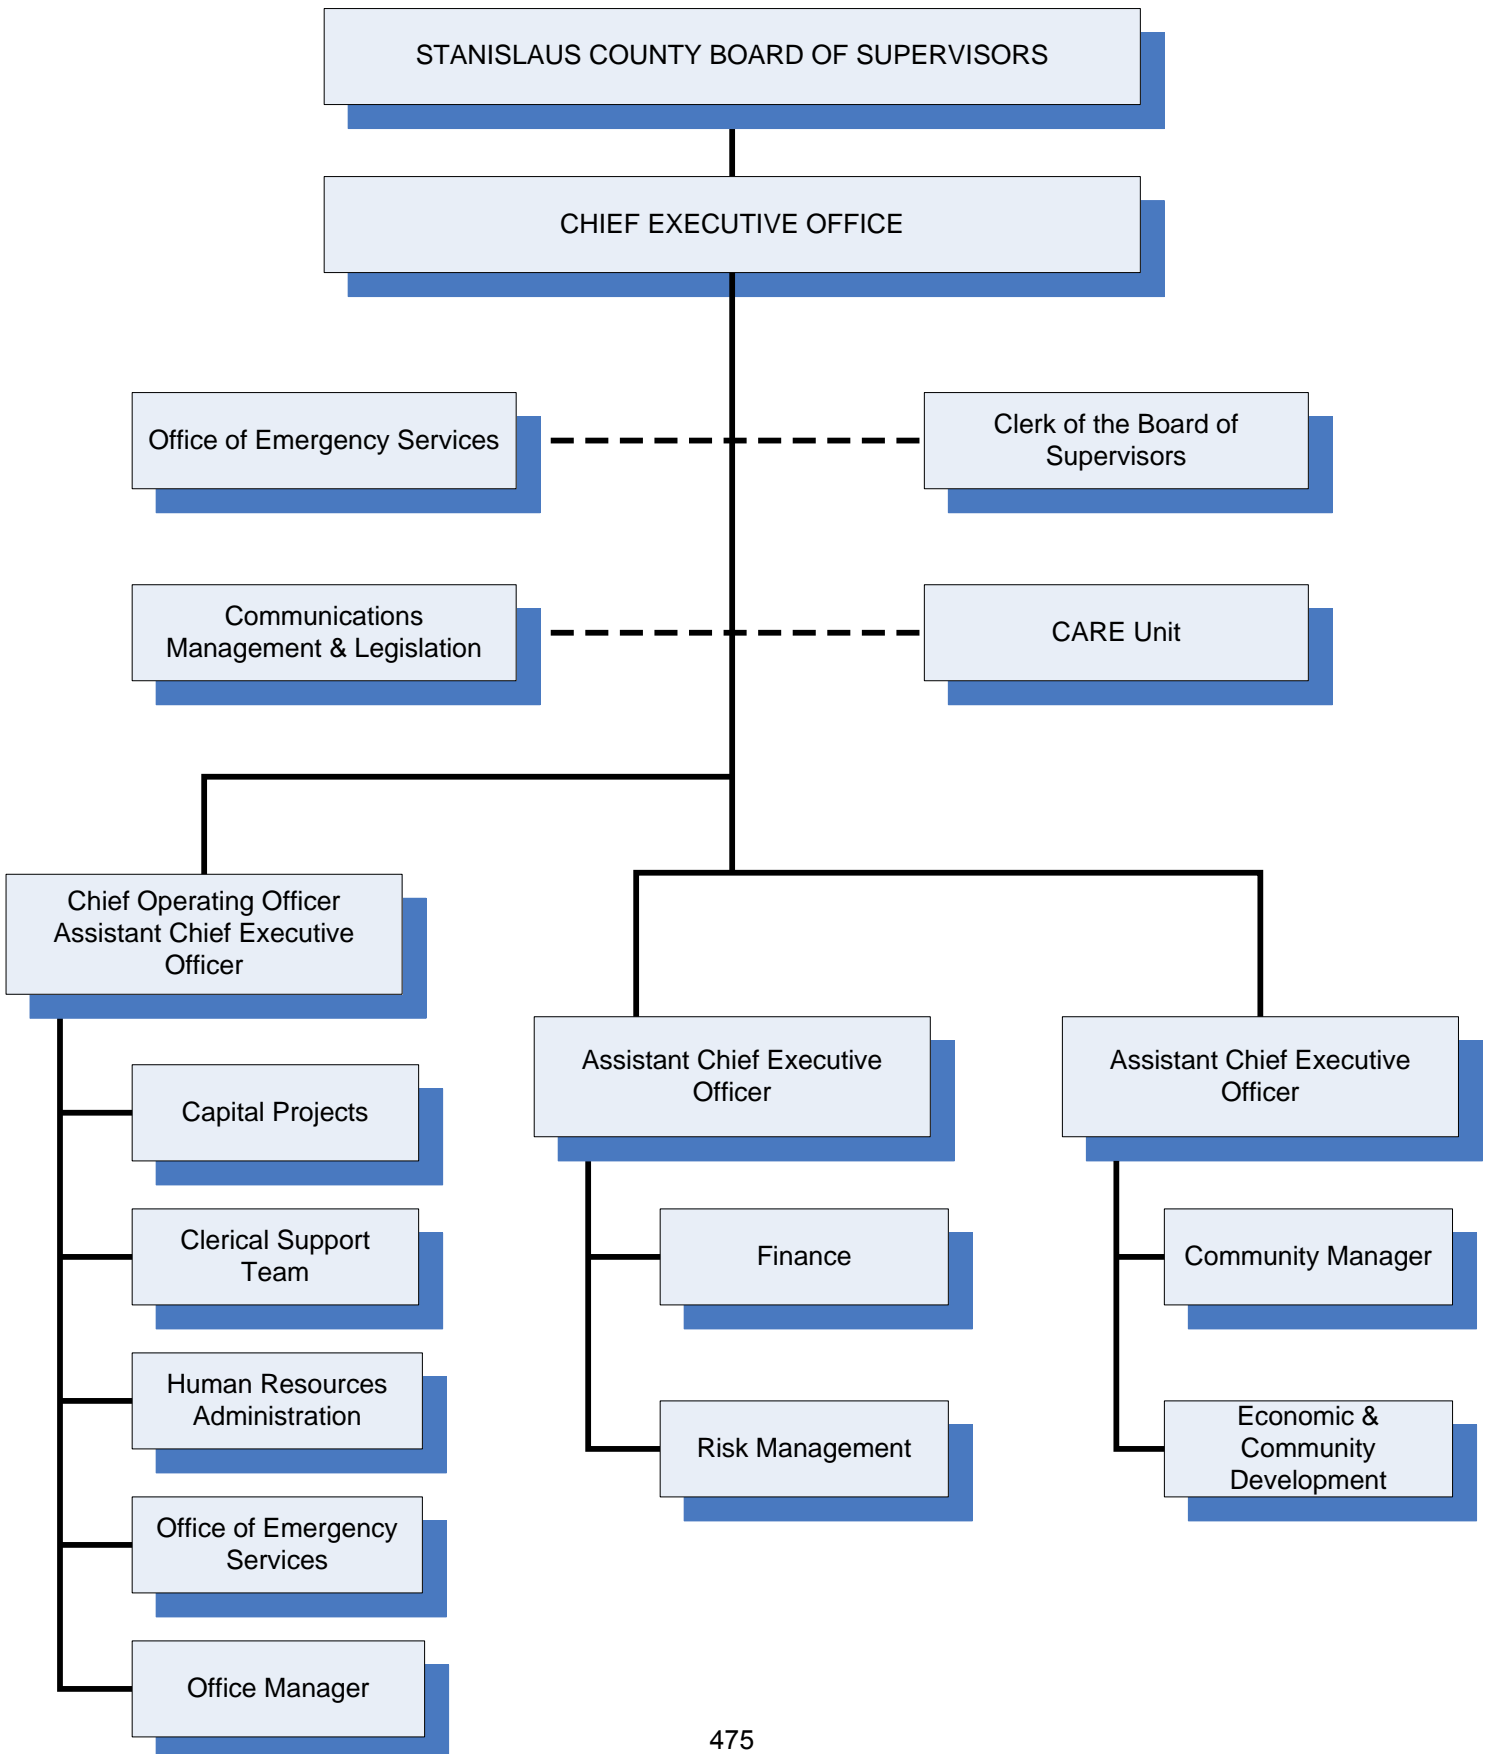 STANISLAUS COUNTY BOARD OF SUPERVISORS
CHIEF EXECUTIVE OFFICE
Office of Emergency Services
Clerk of the Board of
Supervisors
Communications
Management & Legislation
CARE Unit
Chief Operating Officer
Assistant Chief Executive
Officer
Capital Projects
Clerical Support
Team
Human Resources
Administration
Office of Emergency
Services
Office Manager
Assistant Chief Executive
Officer
Finance
Risk Management
Assistant Chief Executive
Officer
Community Manager
Economic &
Community
Development
475